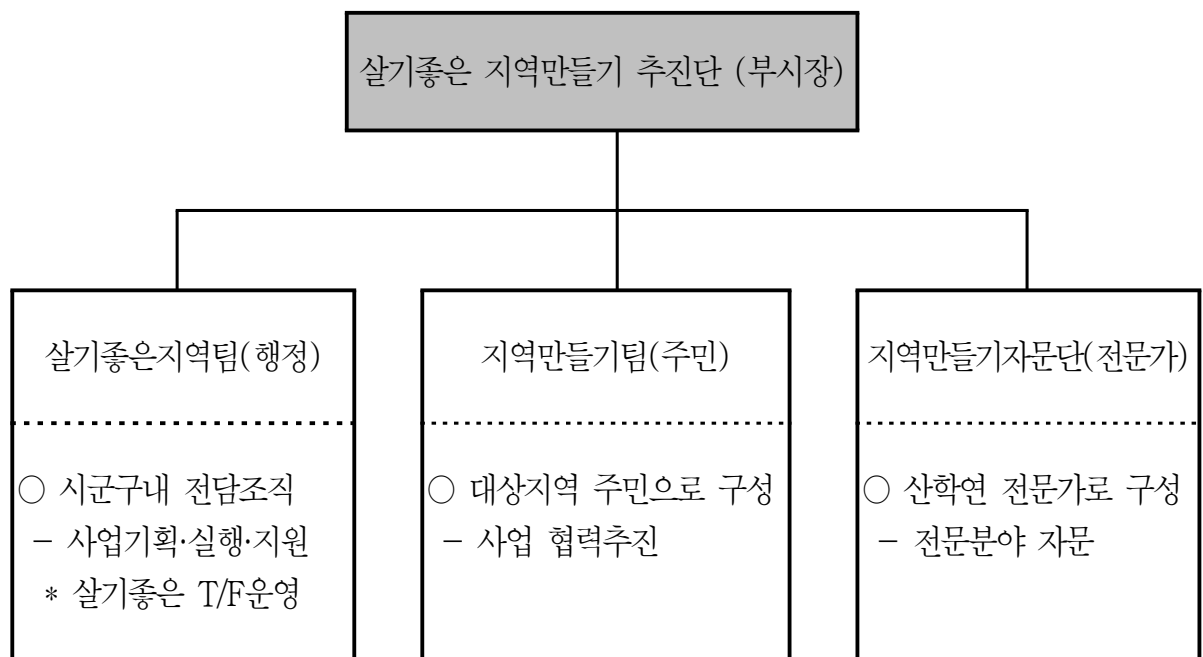 살기좋은 지역만들기 추진단 (부시장)
살기좋은지역팀(행정)
○ 시군구내 전담조직
- 사업기획·실행·지원
* 살기좋은 T/F운영
지역만들기팀(주민)
○ 대상지역 주민으로 구성
- 사업 협력추진
지역만들기자문단(전문가)
○ 산학연 전문가로 구성
- 전문분야 자문